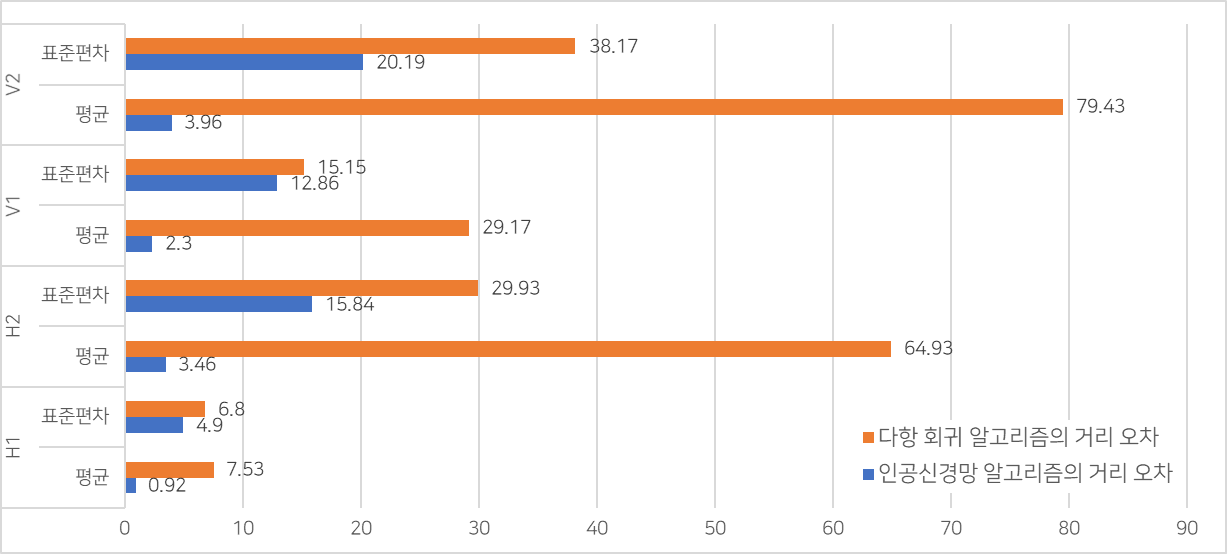 V2
표준편차
38.17
20.19
평균
79.43
3.96
V1
표준편차
15.15
12.86
평균
29.17
2.3
H2
표준편차
29.93
15.84
평균
64.93
3.46
H1
표준편차
6.8
4.9
평균
7.53
0.92
다항 회귀 알고리즘의 거리 오차
인공신경망 알고리즘의 거리 오차
0 10 20 30 40 50 60 70 80 90